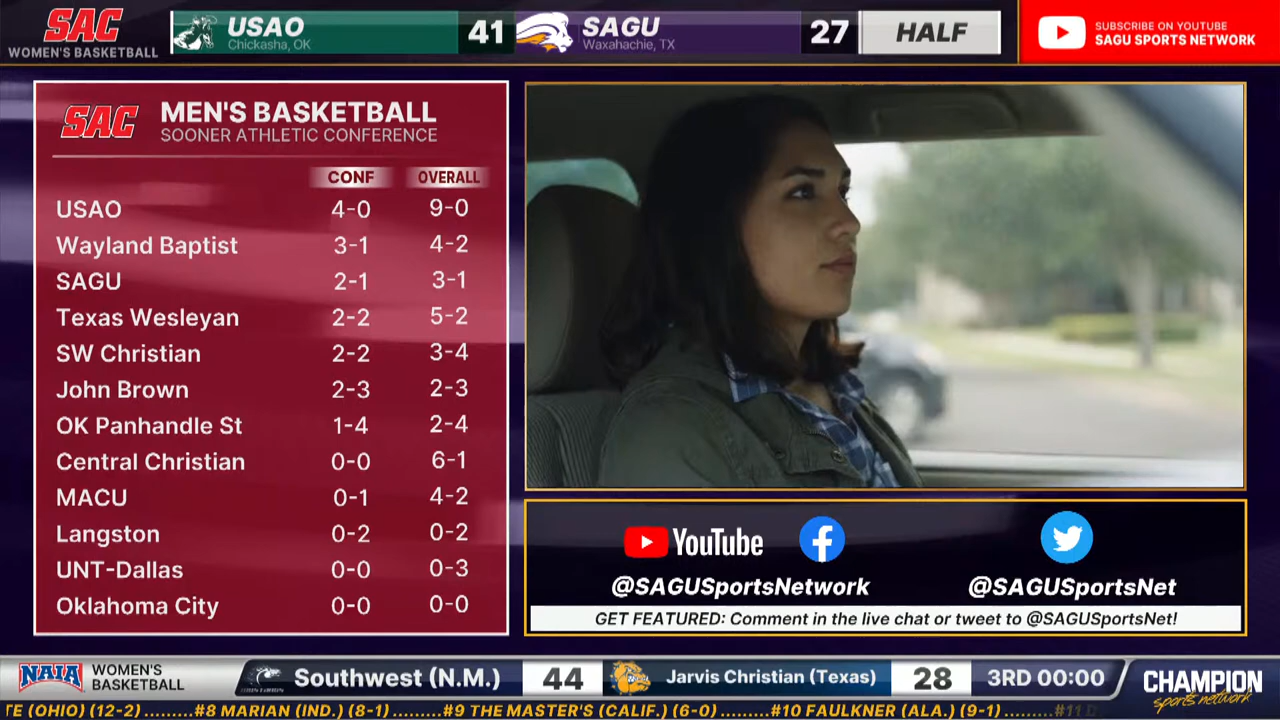 SAC
WOMEN'S BASKETBALL
USAO
Chickasha, OK
41
SAGU
Waxahachie, TX
27
HALF
SUBSCRIBE ON YOUTUBE
SAGU SPORTS NETWORK
SAC
MEN'S BASKETBALL
SOONER ATHLETIC CONFERENCE
CONF OVERALL
USAO 4-0 9-0
Wayland Baptist 3-1 4-2
SAGU 2-1 3-1
Texas Wesleyan 2-2 5-2
SW Christian 2-2 3-4
John Brown 2-3 2-3
OK Panhandle St 1-4 2-4
Central Christian 0-0 6-1
MACU 0-1 4-2
Langston 0-2 0-2
UNT-Dallas 0-0 0-3
Oklahoma City 0-0 0-0
YouTube
@SAGUSportsNetwork
@SAGUSportsNet
GET FEATURED: Comment in the live chat or tweet to @SAGUSportsNet!
NAIA
WOMEN'S
BASKETBALL
Southwest (N.M.) 44 Jarvis Christian (Texas) 28 3RD 00:00
CHAMPION
sports network
TE (OHIO) (12-2) ......... #8 MARIAN (IND.) (8-1) ......... #9 THE MASTER'S (CALIF.) (6-0) ......... #10 FAULKNER (ALA.) (9-1) ......... #11